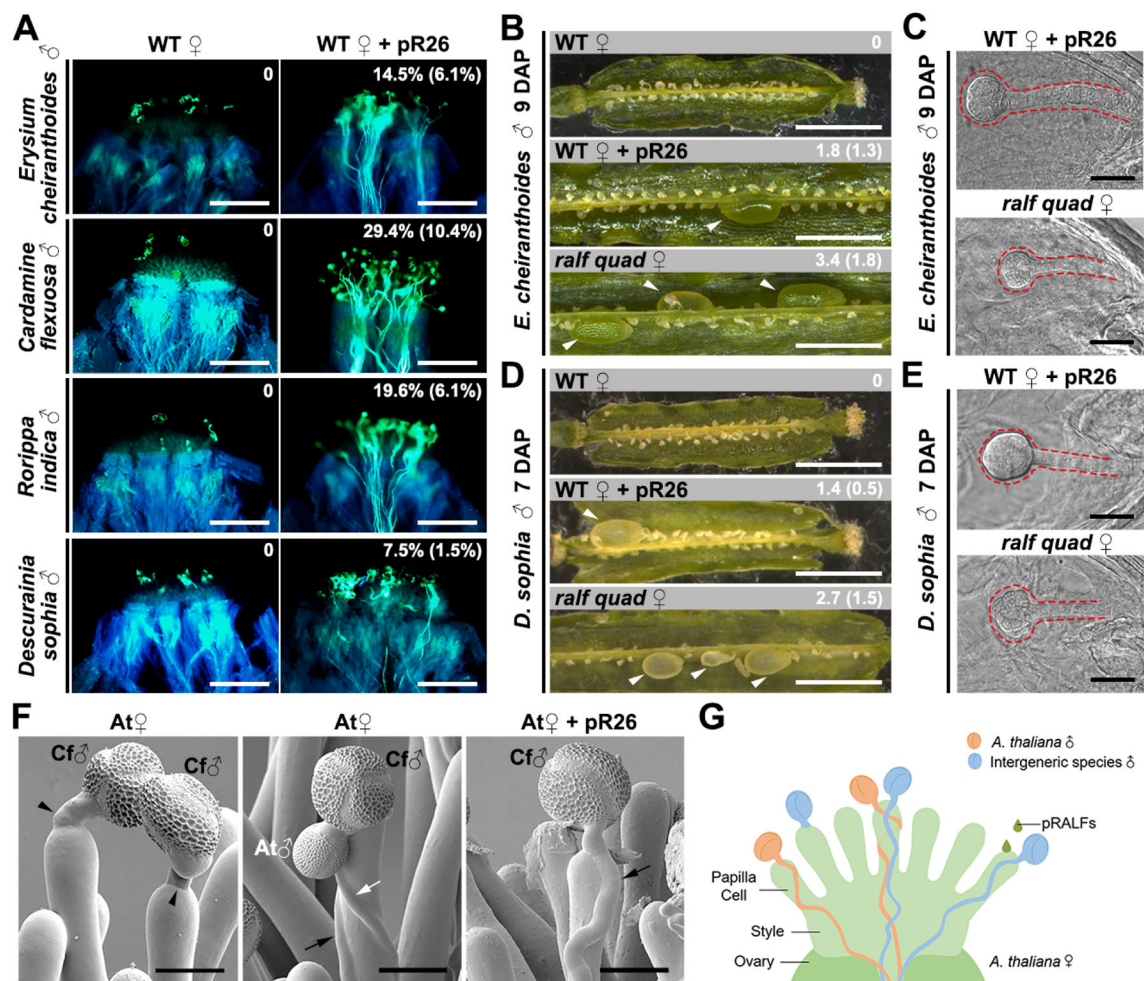 A
♂
WT ♀
WT ♀ + pR26
Erysium
cheiranthoides ♂
0
14.5% (6.1%)
Cardamine
flexuosa ♂
0
29.4% (10.4%)
Rorippa
indica ♂
0
19.6% (6.1%)
Descurainia
sophia ♂
0
7.5% (1.5%)
B
E. cheiranthoides ♂ 9 DAP
WT ♀
0
WT ♀ + pR26
1.8 (1.3)
ralf quad ♀
3.4 (1.8)
C
E. cheiranthoides ♂ 9 DAP
WT ♀ + pR26
ralf quad ♀
D
D. sophia ♂ 7 DAP
WT ♀
0
WT ♀ + pR26
1.4 (0.5)
ralf quad ♀
2.7 (1.5)
E
D. sophia ♂ 7 DAP
WT ♀ + pR26
ralf quad ♀
F
At♀
Cf♂
At♀
Cf♂
At♂
At♀ + pR26
Cf♂
G
A. thaliana ♂
Intergeneric species ♂
pRALFs
Papilla
Cell
Style
Ovary
A. thaliana ♀